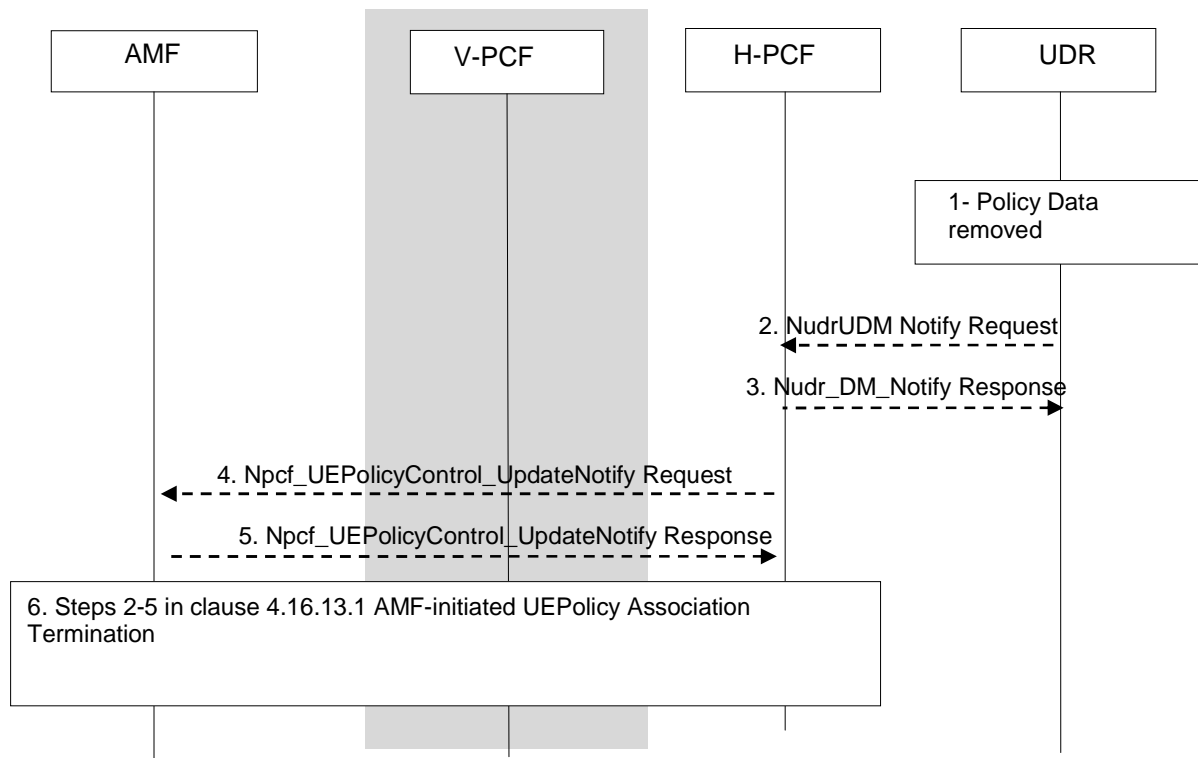 AMF
V-PCF
H-PCF
UDR
1- Policy Data
removed
2. NudrUDM Notify Request
3. Nudr_DM_Notify Response
4. Npcf_UEPolicyControl_UpdateNotify Request
5. Npcf_UEPolicyControl_UpdateNotify Response
6. Steps 2-5 in clause 4.16.13.1 AMF-initiated UEPolicy Association
Termination